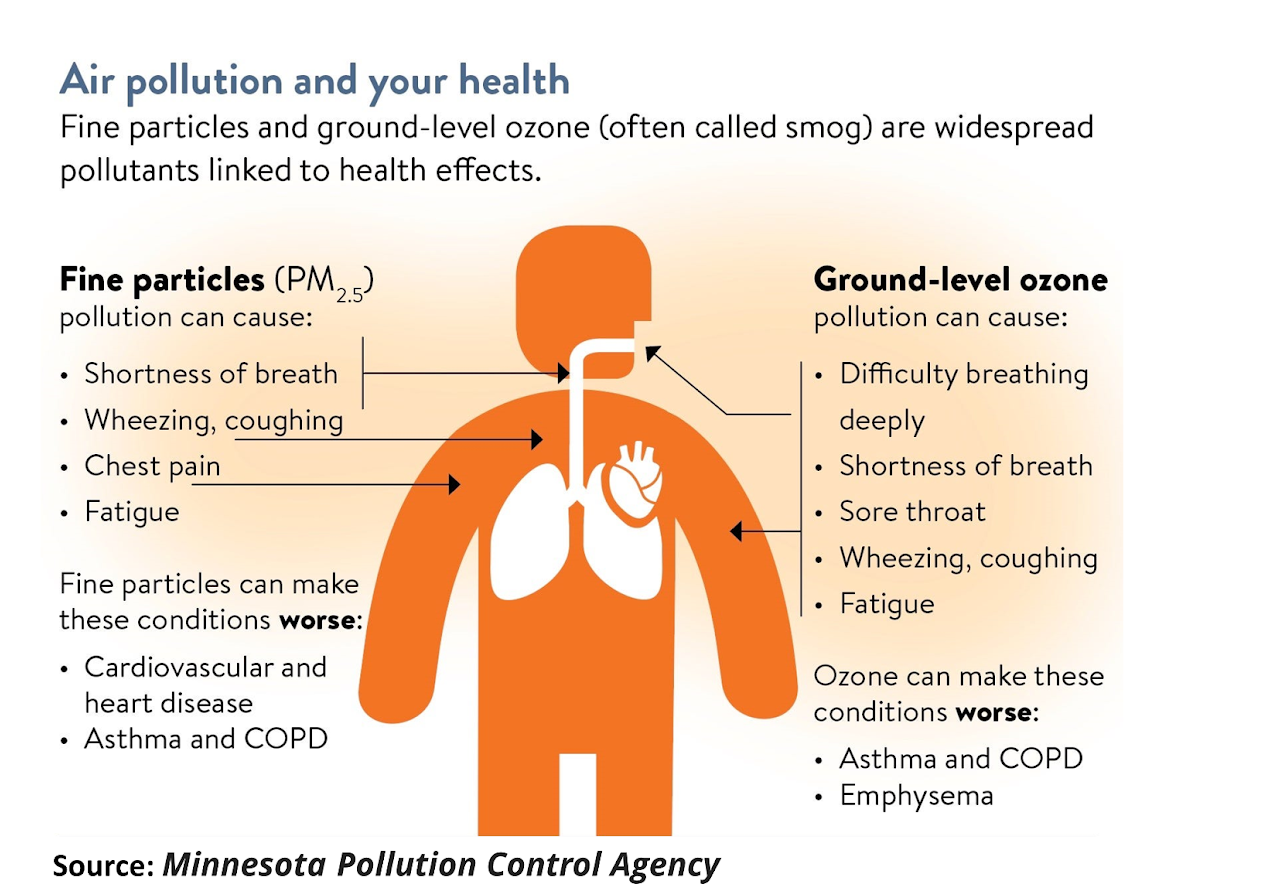 Air pollution and your health
Fine particles and ground-level ozone (often called smog) are widespread
pollutants linked to health effects.
Fine particles (PM2.5)
pollution can cause:
• Shortness of breath
• Wheezing, coughing
• Chest pain
• Fatigue
Fine particles can make
these conditions worse:
• Cardiovascular and
heart disease
• Asthma and COPD
Ground-level ozone
pollution can cause:
• Difficulty breathing
deeply
• Shortness of breath
• Sore throat
• Wheezing, coughing
• Fatigue
Ozone can make these
conditions worse:
• Asthma and COPD
• Emphysema
Source: Minnesota Pollution Control Agency